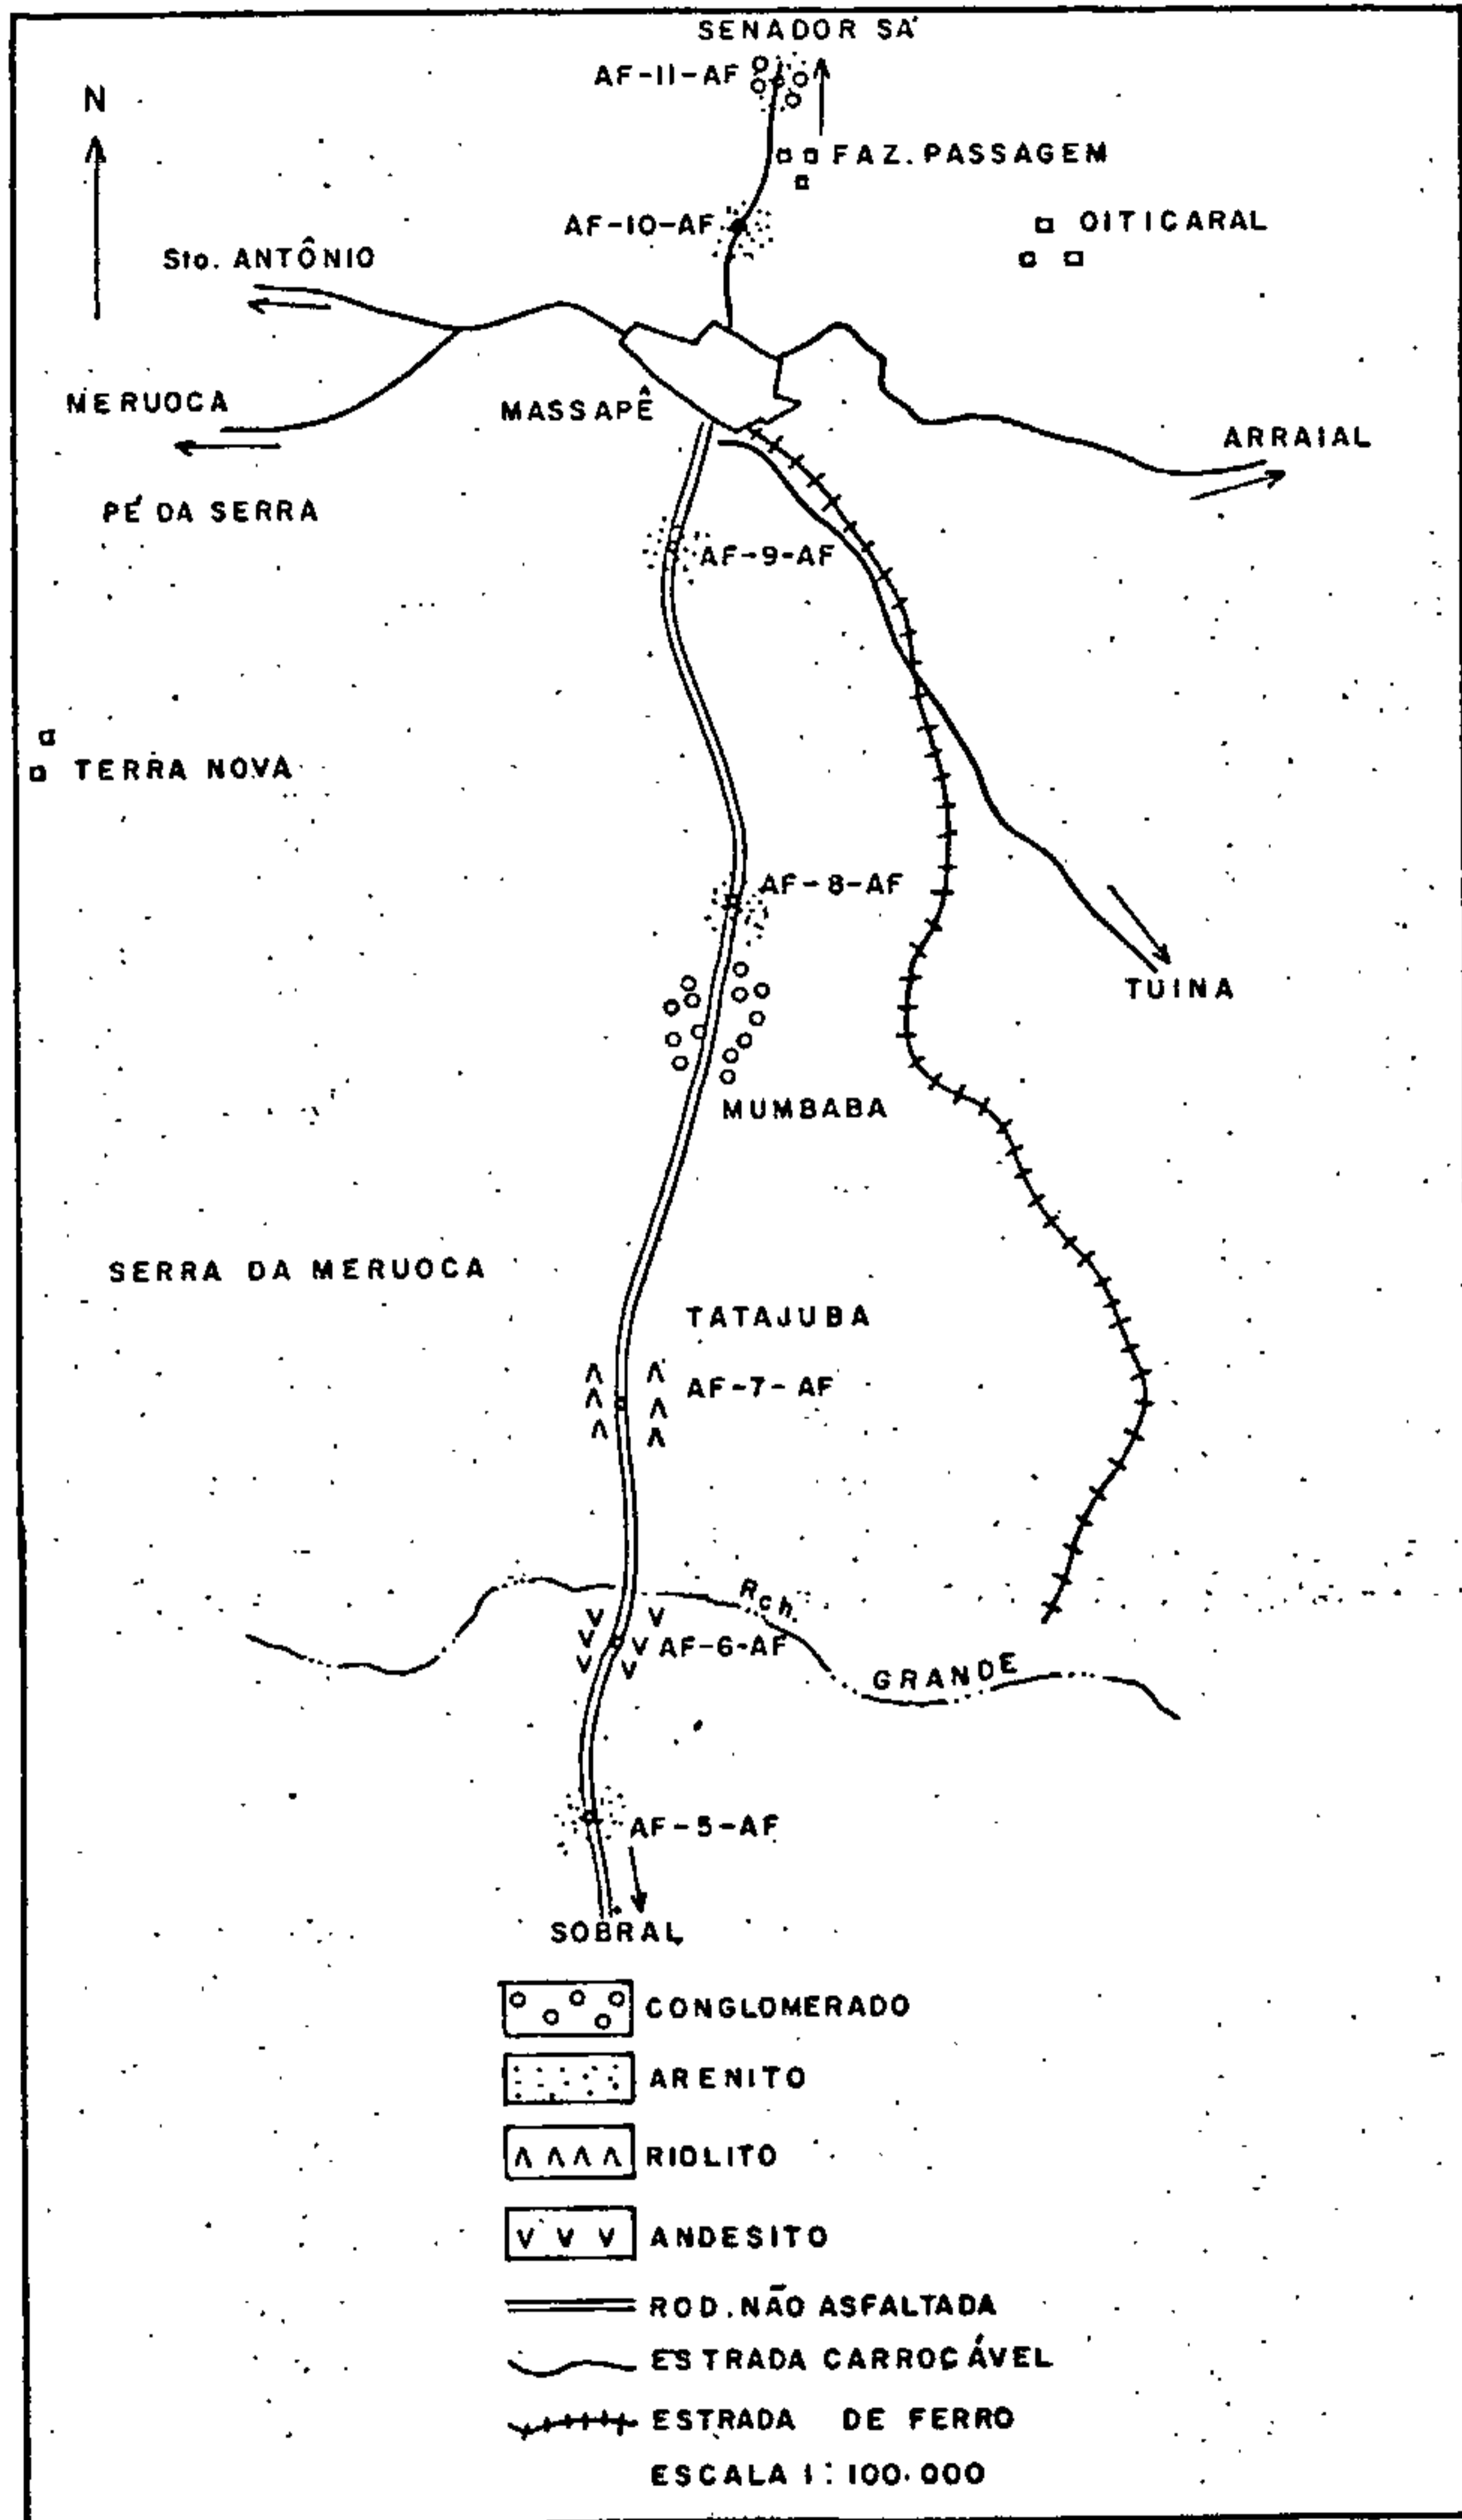 SENADOR SÁ
AF-11-AF
N
FAZ. PASSAGEM
AF-10-AF
OITICARAL
Sto. ANTÔNIO
MERUOCA
MASSAPÊ
ARRAIAL
PÉ DA SERRA
AF-9-AF
TERRA NOVA
AF-8-AF
TUINA
MUMBABA
SERRA DA MERUOCA
TATAJUBA
AF-7-AF
Rch.
AF-6-AF
GRANDE
AF-5-AF
SOBRAL
CONGLOMERADO
ARENITO
RIOLITO
ANDESITO
ROD. NÃO ASFALTADA
ESTRADA CARROÇÁVEL
ESTRADA DE FERRO
ESCALA 1:100.000